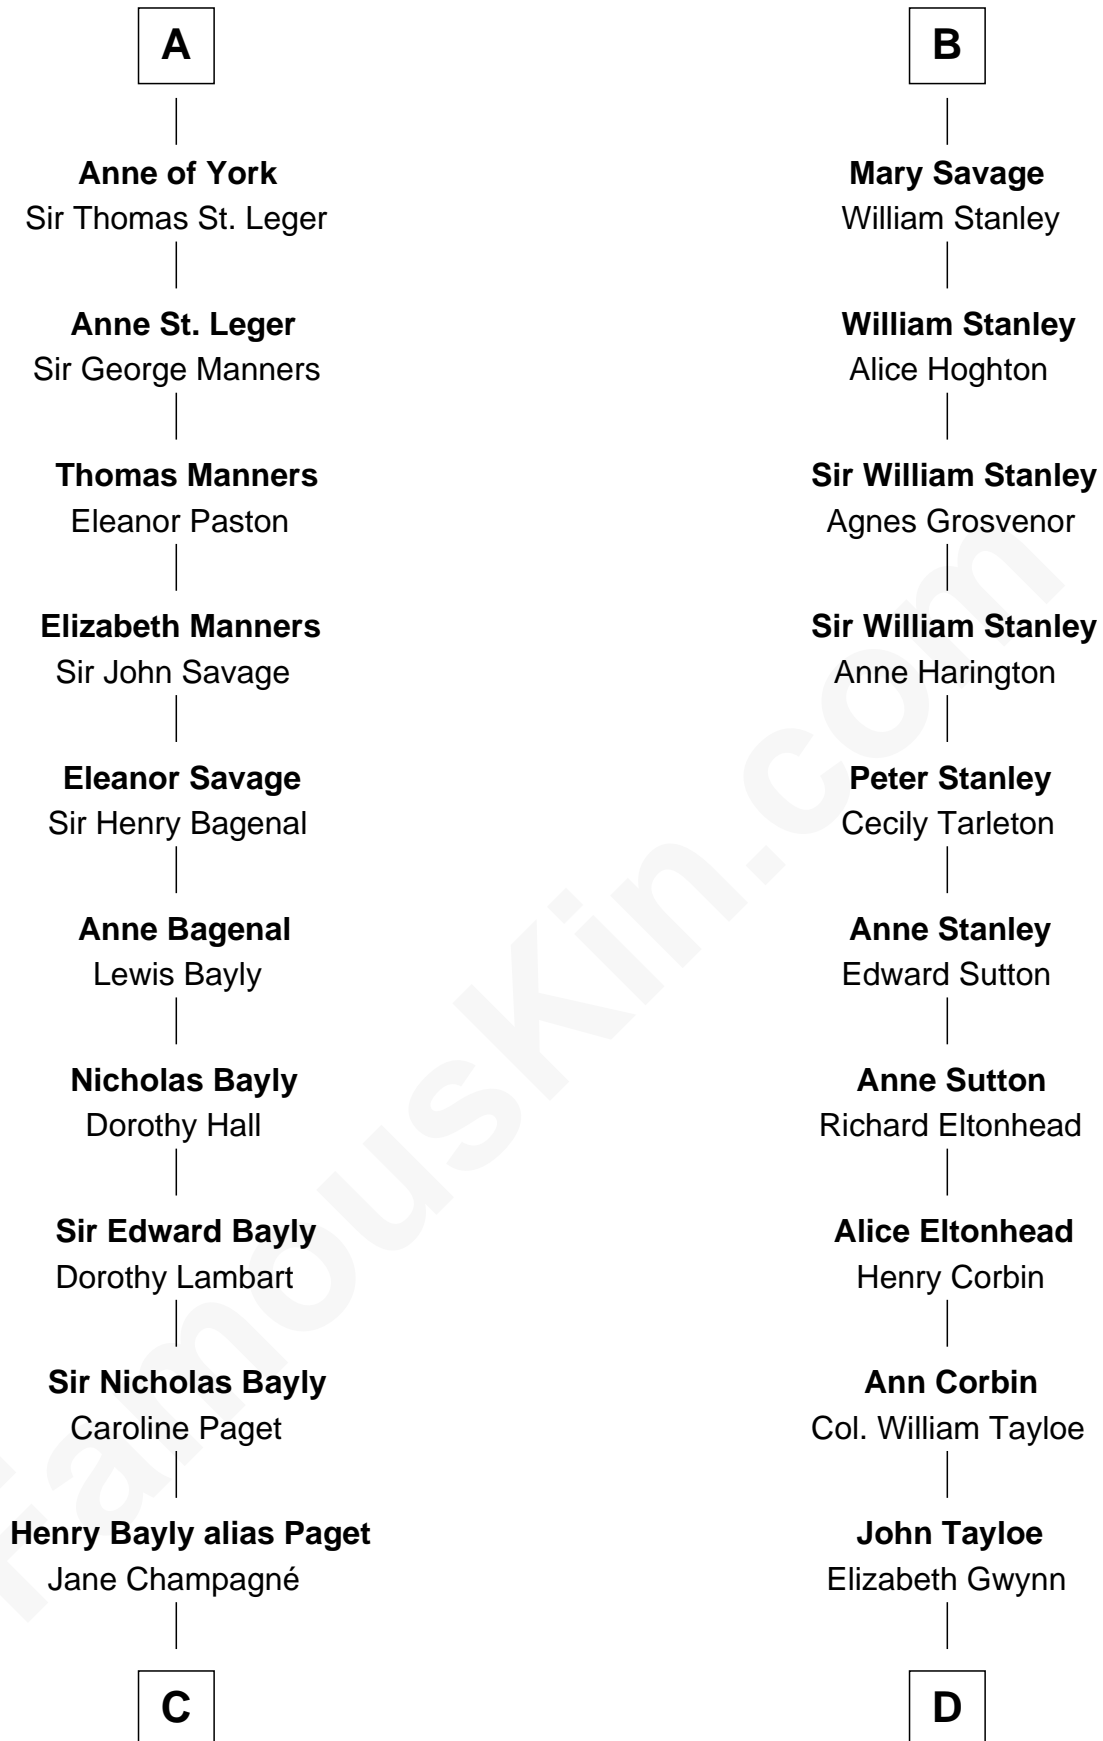 A
Anne of York
Sir Thomas St. Leger
Anne St. Leger
Sir George Manners
Thomas Manners
Eleanor Paston
Elizabeth Manners
Sir John Savage
Eleanor Savage
Sir Henry Bagenal
Anne Bagenal
Lewis Bayly
Nicholas Bayly
Dorothy Hall
Sir Edward Bayly
Dorothy Lambart
Sir Nicholas Bayly
Caroline Paget
Henry Bayly alias Paget
Jane Champagné
C
B
Mary Savage
William Stanley
William Stanley
Alice Hoghton
Sir William Stanley
Agnes Grosvenor
Sir William Stanley
Anne Harington
Peter Stanley
Cecily Tarleton
Anne Stanley
Edward Sutton
Anne Sutton
Richard Eltonhead
Alice Eltonhead
Henry Corbin
Ann Corbin
Col. William Tayloe
John Tayloe
Elizabeth Gwynn
D
FamousKin.com